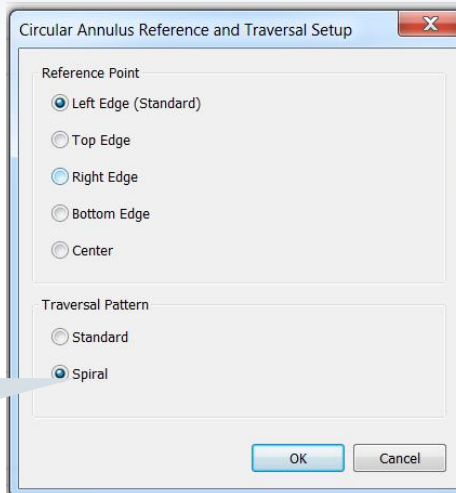 Circular Annulus Reference and Traversal Setup
Reference Point
Left Edge (Standard)
Top Edge
Right Edge
Bottom Edge
Center
Traversal Pattern
Standard
Spiral
OK
Cancel